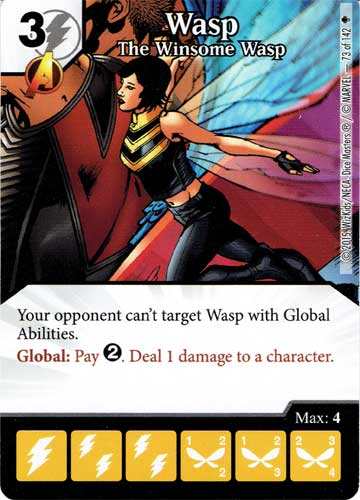 3
Wasp
The Winsome Wasp
©2015 WizKids/NECA. Dice Masters ®/© MARVEL — 73 of 142
Your opponent can't target Wasp with Global
Abilities.
Global: Pay 2. Deal 1 damage to a character.
Max: 4
1 2 2
1 2 3
2 3 4